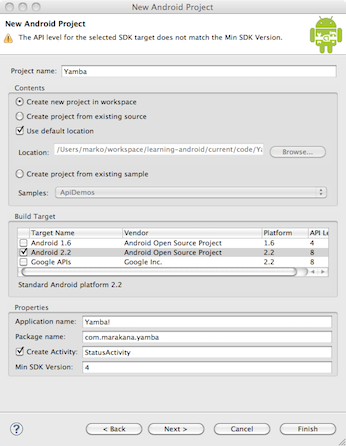 New Android Project
New Android Project
The API level for the selected SDK target does not match the Min SDK Version.
Project name: Yamba
Contents
Create new project in workspace
Create project from existing source
Use default location
Location: /Users/marko/workspace/learning-android/current/code/Ya Browse...
Create project from existing sample
Samples: ApiDemos
Build Target
Target Name Vendor Platform API Le
Android 1.6 Android Open Source Project 1.6 4
Android 2.2 Android Open Source Project 2.2 8
Google APIs Google Inc. 2.2 8
Standard Android platform 2.2
Properties
Application name: Yamba!
Package name: com.marakana.yamba
Create Activity: StatusActivity
Min SDK Version: 4
? < Back Next > Cancel Finish